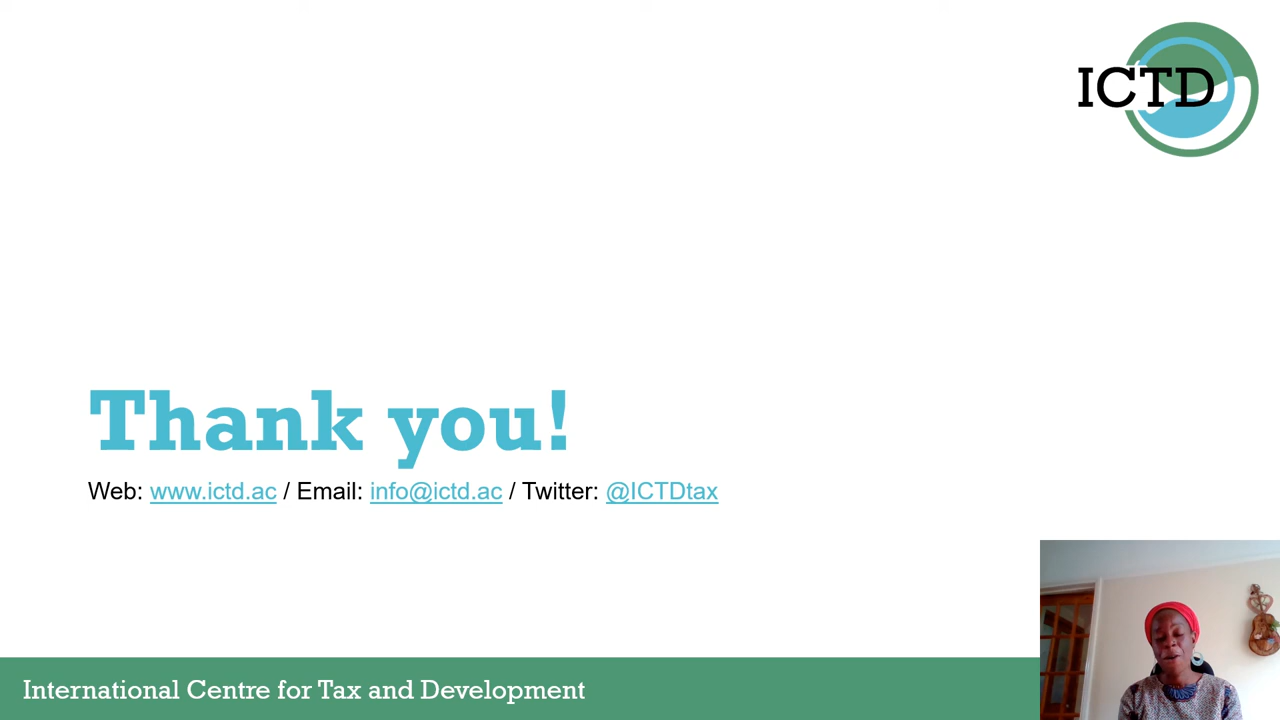 ICTD
Thank you!
Web: www.ictd.ac / Email: info@ictd.ac / Twitter: @ICTDtax
International Centre for Tax and Development